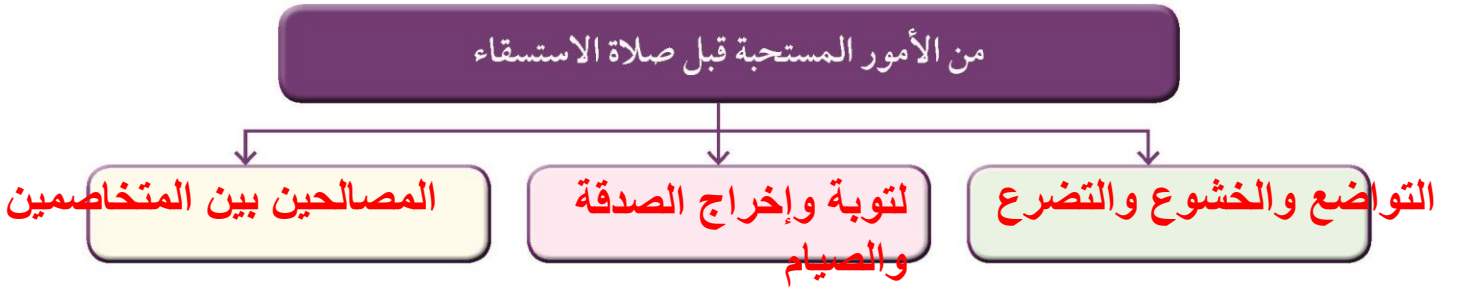 من الأمور المستحبة قبل صلاة الاستسقاء
التواضع والخشوع والتضرع
لتوبة وإخراج الصدقة
والصيام
المصالحين بين المتخاصمين